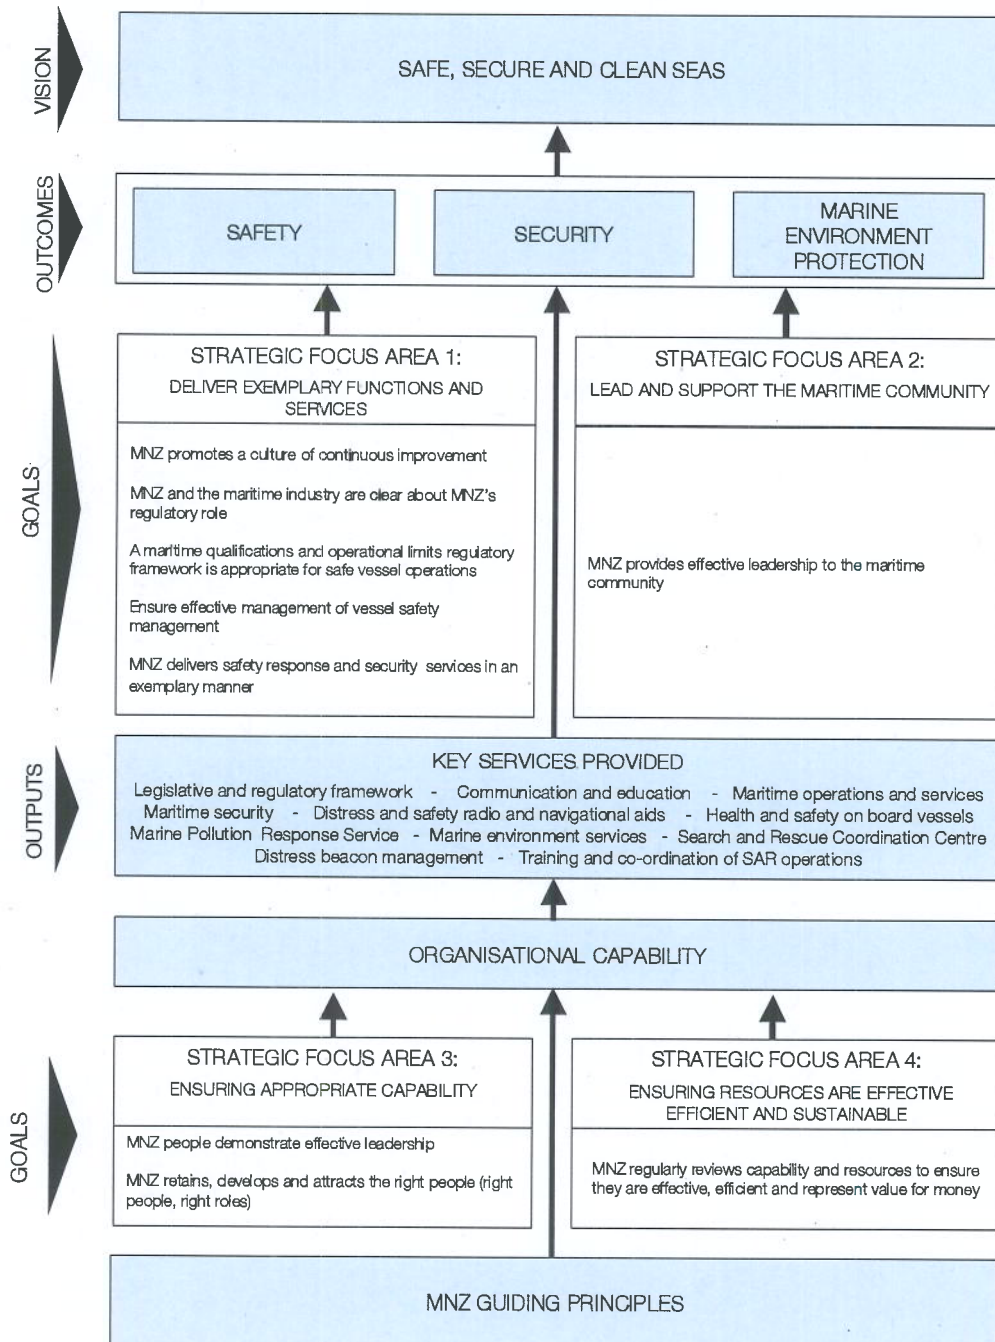 VISION
SAFE, SECURE AND CLEAN SEAS
OUTCOMES
SAFETY
SECURITY
MARINE
ENVIRONMENT
PROTECTION
GOALS
STRATEGIC FOCUS AREA 1:
DELIVER EXEMPLARY FUNCTIONS AND
SERVICES
MNZ promotes a culture of continuous improvement
MNZ and the maritime industry are clear about MNZ's
regulatory role
A maritime qualifications and operational limits regulatory
framework is appropriate for safe vessel operations
Ensure effective management of vessel safety
management
MNZ delivers safety response and security services in an
exemplary manner
STRATEGIC FOCUS AREA 2:
LEAD AND SUPPORT THE MARITIME COMMUNITY
MNZ provides effective leadership to the maritime
community
OUTPUTS
KEY SERVICES PROVIDED
Legislative and regulatory framework - Communication and education - Maritime operations and services
Maritime security - Distress and safety radio and navigational aids - Health and safety on board vessels
Marine Pollution Response Service - Marine environment services - Search and Rescue Coordination Centre
Distress beacon management - Training and co-ordination of SAR operations
ORGANISATIONAL CAPABILITY
GOALS
STRATEGIC FOCUS AREA 3:
ENSURING APPROPRIATE CAPABILITY
MNZ people demonstrate effective leadership
MNZ retains, develops and attracts the right people (right
people, right roles)
STRATEGIC FOCUS AREA 4:
ENSURING RESOURCES ARE EFFECTIVE
EFFICIENT AND SUSTAINABLE
MNZ regularly reviews capability and resources to ensure
they are effective, efficient and represent value for money
MNZ GUIDING PRINCIPLES